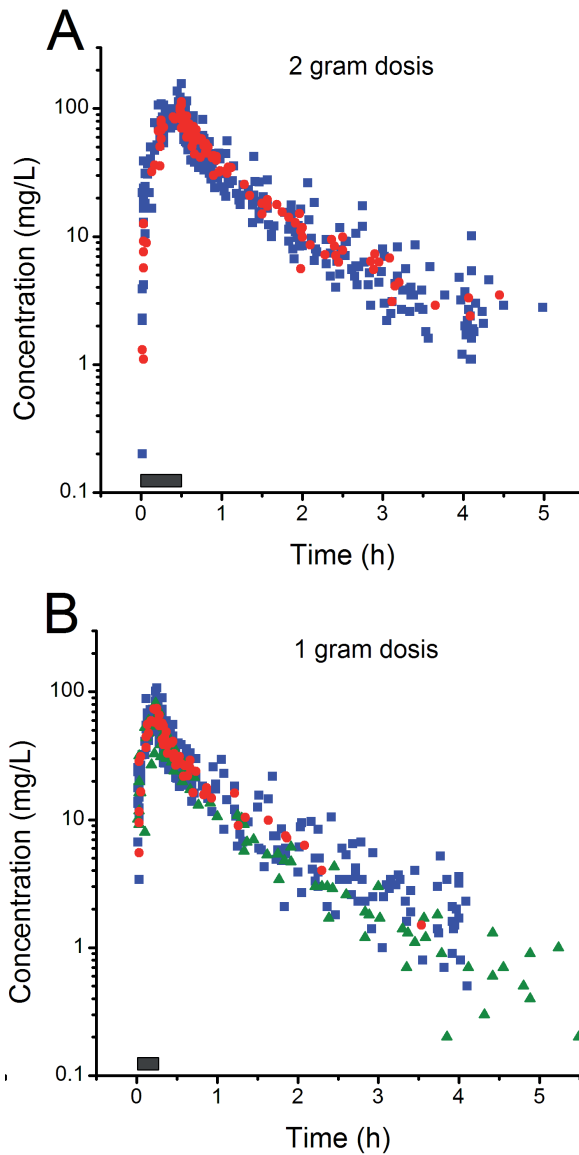 A
2 gram dosis
Concentration (mg/L)
100
10
1
0.1
0 1 2 3 4 5
Time (h)
B
1 gram dosis
Concentration (mg/L)
100
10
1
0.1
0 1 2 3 4 5
Time (h)